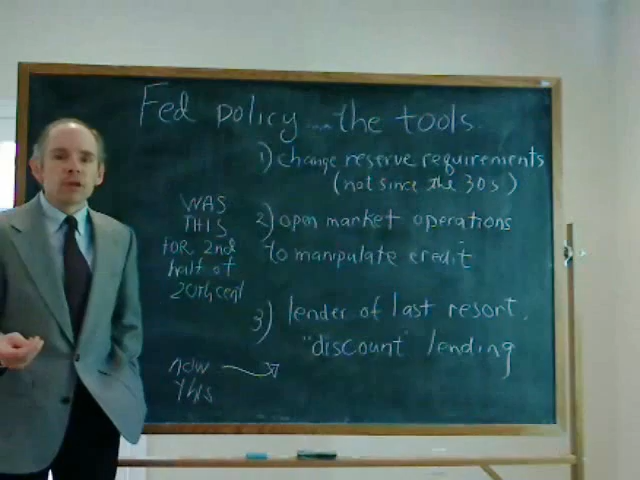 Fed policy....the tools.
1) change reserve requirements
(not since the 30s)
WAS
THIS
FOR 2nd
half of
20th cent
2) open market operations
to manipulate credit
3) lender of last resort.
"discount" lending
now
this